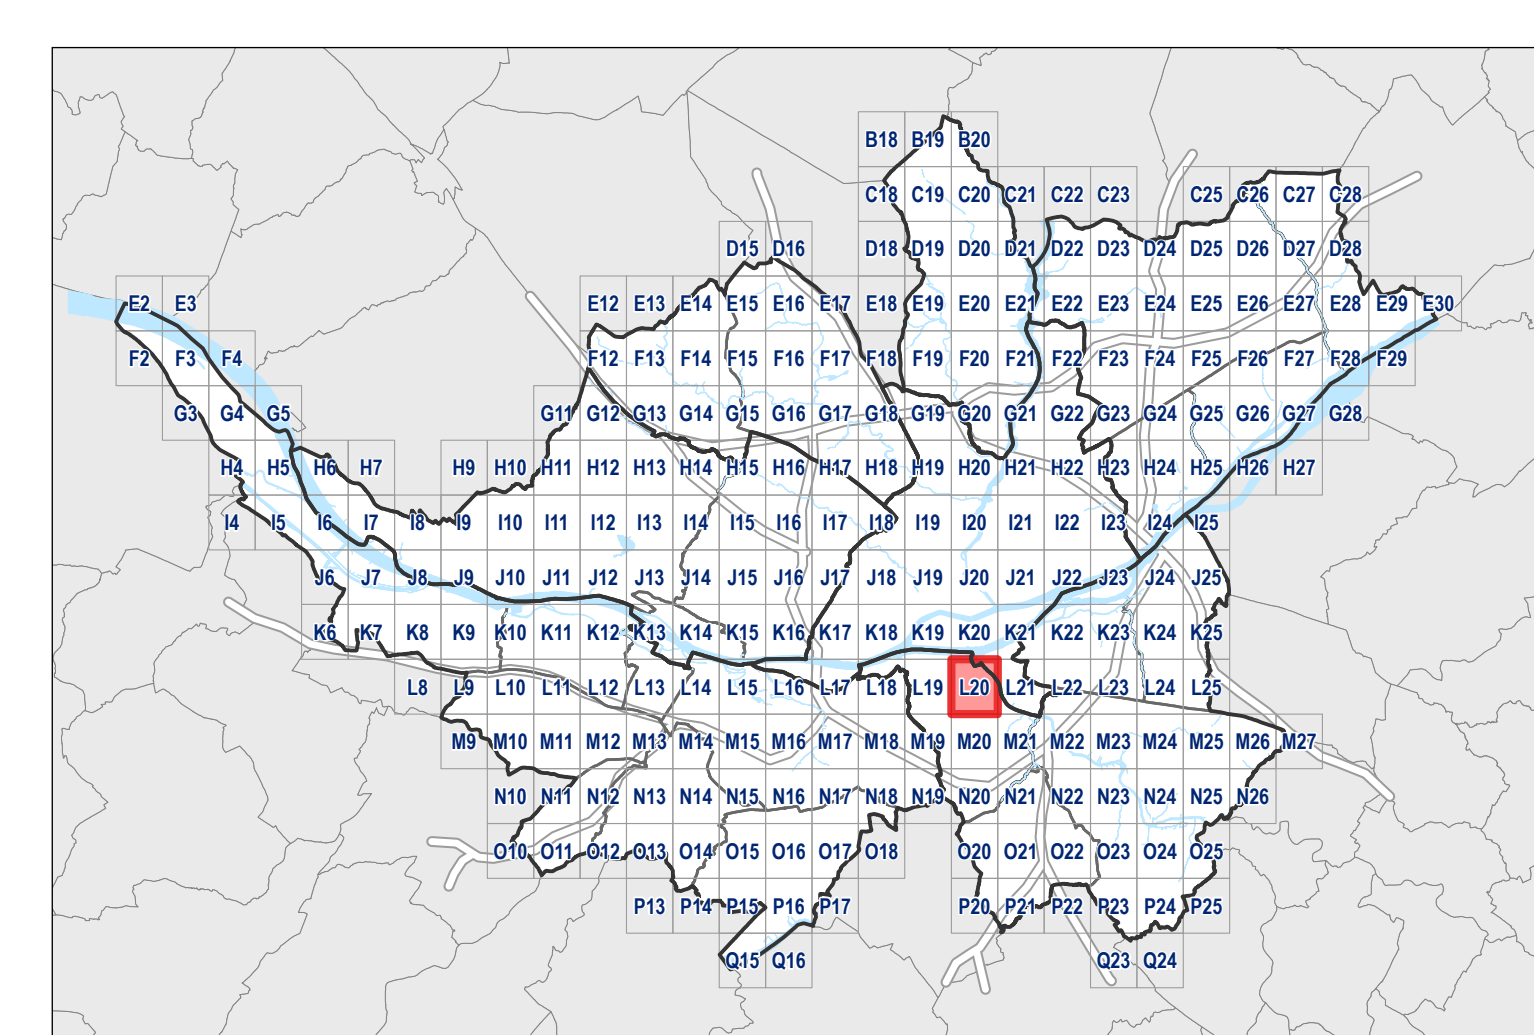 B18 B19 B20
C18 C19 C20 C21 C22 C23 C25 C26 C27 C28
D15 D16 D18 D19 D20 D21 D22 D23 D24 D25 D26 D27 D28
E2 E3 E12 E13 E14 E15 E16 E17 E18 E19 E20 E21 E22 E23 E24 E25 E26 E27 E28 E29 E30
F2 F3 F4 F12 F13 F14 F15 F16 F17 F18 F19 F20 F21 F22 F23 F24 F25 F26 F27 F28 F29
G3 G4 G5 G11 G12 G13 G14 G15 G16 G17 G18 G19 G20 G21 G22 G23 G24 G25 G26 G27 G28
H4 H5 H6 H7 H9 H10 H11 H12 H13 H14 H15 H16 H17 H18 H19 H20 H21 H22 H23 H24 H25 H26 H27
I4 I5 I6 I7 I8 I9 I10 I11 I12 I13 I14 I15 I16 I17 I18 I19 I20 I21 I22 I23 I24 I25
J6 J7 J8 J9 J10 J11 J12 J13 J14 J15 J16 J17 J18 J19 J20 J21 J22 J23 J24 J25
K6 K7 K8 K9 K10 K11 K12 K13 K14 K15 K16 K17 K18 K19 K20 K21 K22 K23 K24 K25
L8 L9 L10 L11 L12 L13 L14 L15 L16 L17 L18 L19 L20 L21 L22 L23 L24 L25
M9 M10 M11 M12 M13 M14 M15 M16 M17 M18 M19 M20 M21 M22 M23 M24 M25 M26 M27
N10 N11 N12 N13 N14 N15 N16 N17 N18 N19 N20 N21 N22 N23 N24 N25 N26
O10 O11 O12 O13 O14 O15 O16 O17 O18 O20 O21 O22 O23 O24 O25
P13 P14 P15 P16 P17 P20 P21 P22 P23 P24 P25
Q15 Q16 Q23 Q24